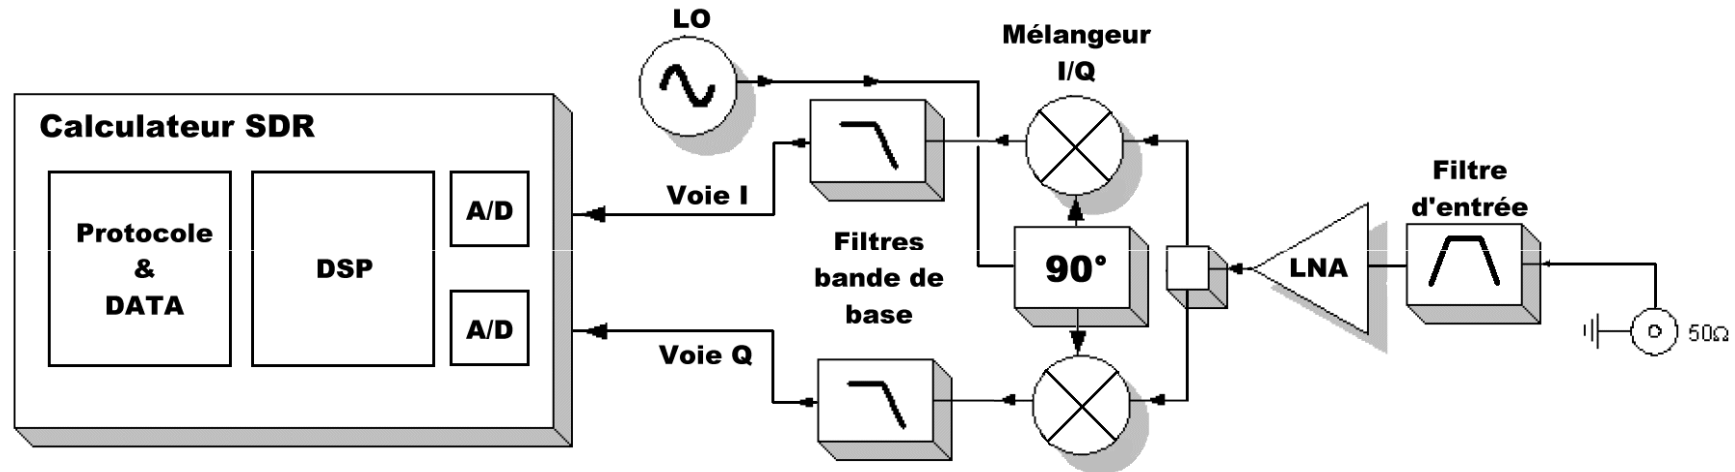 LO
Mélangeur
I/Q
Calculateur SDR
Protocole
&
DATA
DSP
A/D
A/D
Voie I
Voie Q
Filtres
bande de
base
90°
LNA
Filtre
d'entrée
50Ω